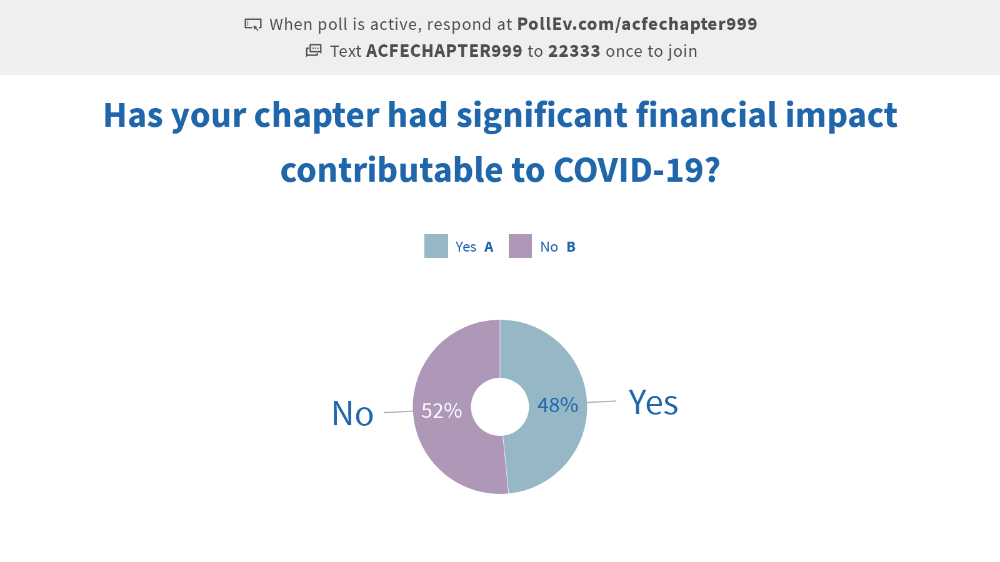 When poll is active, respond at PollEv.com/acfechapter999
Text ACFECHAPTER999 to 22333 once to join
Has your chapter had significant financial impact
contributable to COVID-19?
Yes A No B
No 52% 48% Yes